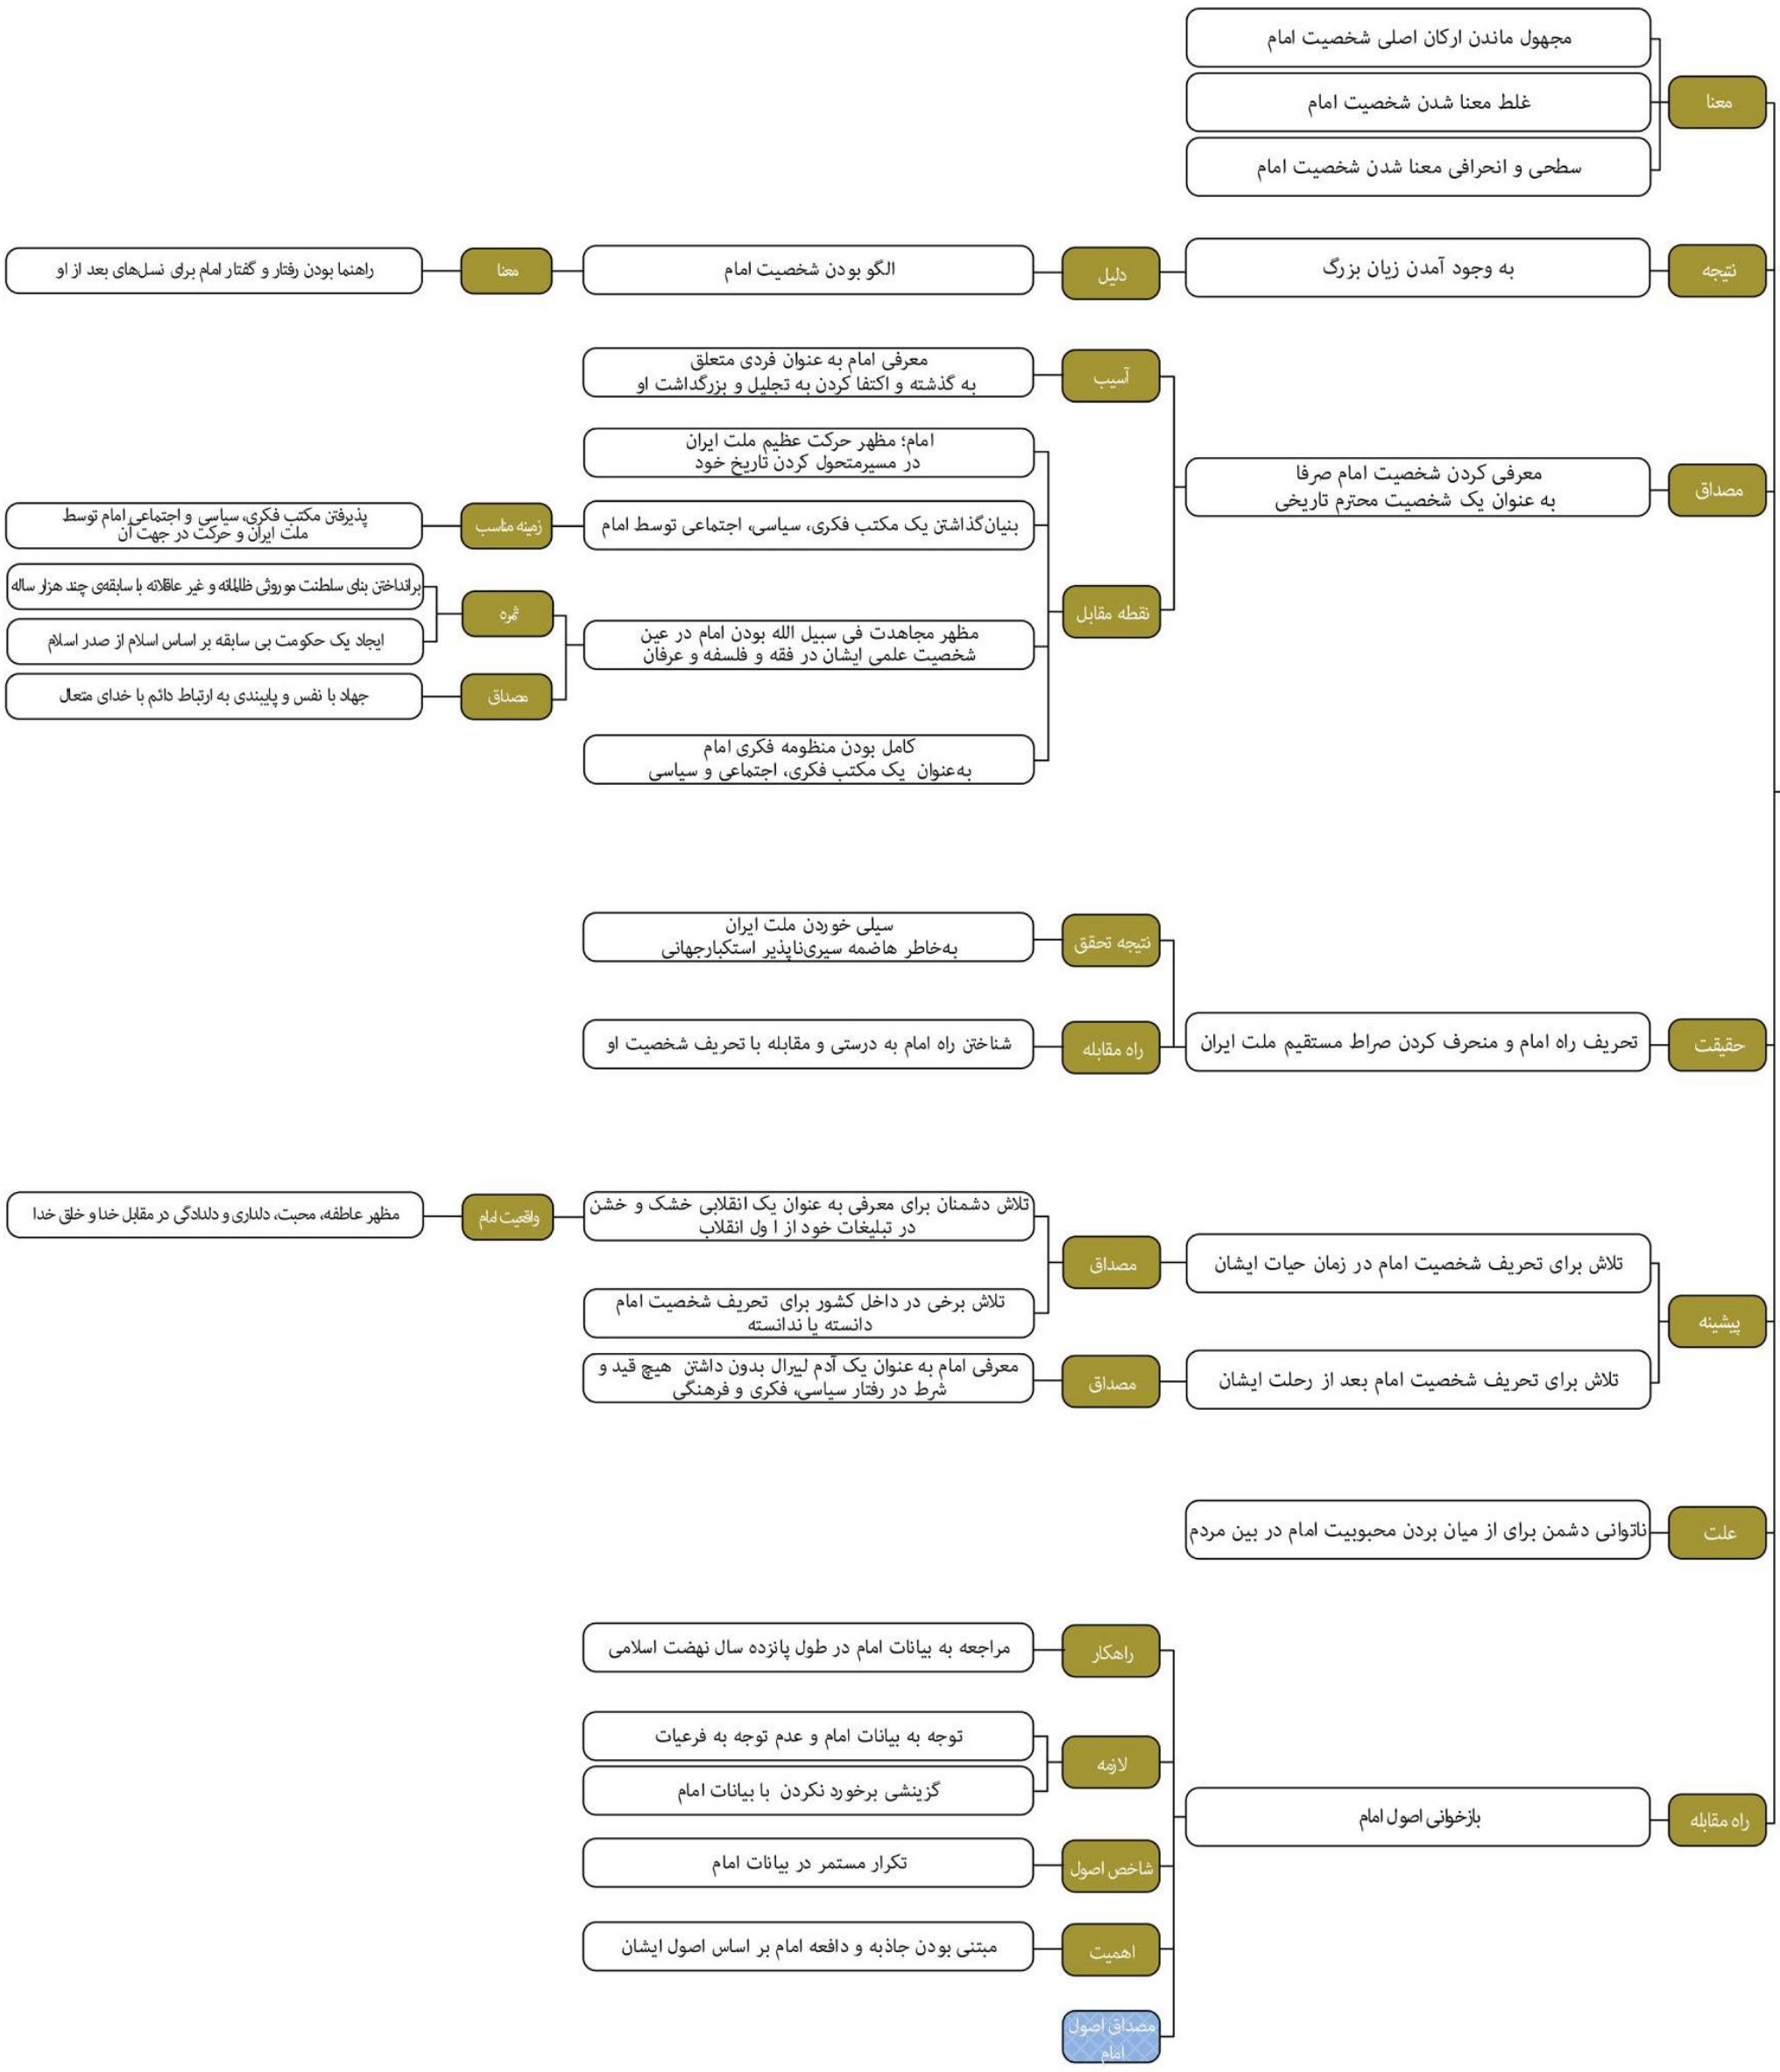 معنا
مجهول ماندن ارکان اصلی شخصیت امام
غلط معنا شدن شخصیت امام
سطحی و انحرافی معنا شدن شخصیت امام
نتیجه
به وجود آمدن زیان بزرگ
دلیل
الگو بودن شخصیت امام
معنا
راهنما بودن رفتار و گفتار امام برای نسل‌های بعد از او
مصداق
معرفی کردن شخصیت امام صرفا
به عنوان یک شخصیت محترم تاریخی
آسیب
معرفی امام به عنوان فردی متعلق
به گذشته و اکتفا کردن به تجلیل و بزرگداشت او
نقطه مقابل
امام؛ مظهر حرکت عظیم ملت ایران
در مسیرمتحول کردن تاریخ خود
بنیان‌گذاشتن یک مکتب فکری، سیاسی، اجتماعی توسط امام
زمینه مناسب
پذیرفتن مکتب فکری، سیاسی و اجتماعی امام توسط
ملت ایران و حرکت در جهت آن
مظهر مجاهدت فی سبیل الله بودن امام در عین
شخصیت علمی ایشان در فقه و فلسفه و عرفان
ثمره
برانداختن بنای سلطنت موروثی ظالمانه و غیر عاقلانه با سابقه‌ی چند هزار ساله
ایجاد یک حکومت بی سابقه بر اساس اسلام از صدر اسلام
مصداق
جهاد با نفس و پایبندی به ارتباط دائم با خدای متعال
کامل بودن منظومه فکری امام
به‌عنوان یک مکتب فکری، اجتماعی و سیاسی
حقیقت
تحریف راه امام و منحرف کردن صراط مستقیم ملت ایران
نتیجه تحقق
سیلی خوردن ملت ایران
به‌خاطر هاضمه سیری‌ناپذیر استکبارجهانی
راه مقابله
شناختن راه امام به درستی و مقابله با تحریف شخصیت او
پیشینه
تلاش برای تحریف شخصیت امام در زمان حیات ایشان
مصداق
تلاش دشمنان برای معرفی به عنوان یک انقلابی خشک و خشن
در تبلیغات خود از ا ول انقلاب
واقعیت امام
مظهر عاطفه، محبت، دلداری و دلدادگی در مقابل خدا و خلق خدا
تلاش برخی در داخل کشور برای تحریف شخصیت امام
دانسته یا ندانسته
تلاش برای تحریف شخصیت امام بعد از رحلت ایشان
مصداق
معرفی امام به عنوان یک آدم لیبرال بدون داشتن هیچ قید و
شرط در رفتار سیاسی، فکری و فرهنگی
علت
ناتوانی دشمن برای از میان بردن محبوبیت امام در بین مردم
راه مقابله
بازخوانی اصول امام
راهکار
مراجعه به بیانات امام در طول پانزده سال نهضت اسلامی
لازمه
توجه به بیانات امام و عدم توجه به فرعیات
گزینشی برخورد نکردن با بیانات امام
شاخص اصول
تکرار مستمر در بیانات امام
اهمیت
مبتنی بودن جاذبه و دافعه امام بر اساس اصول ایشان
مصداق اصول
امام